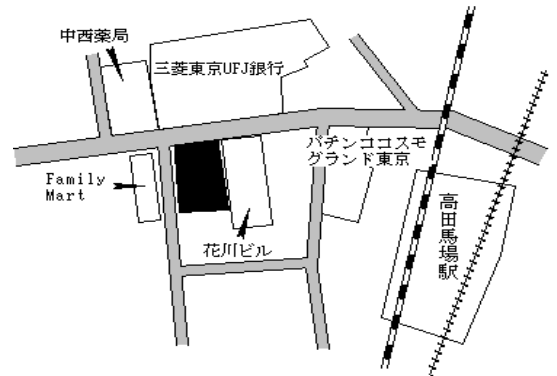 中西薬局
三菱東京UFJ銀行
パチンココスモ
グランド東京
Family
Mart
花川ビル
高田馬場駅